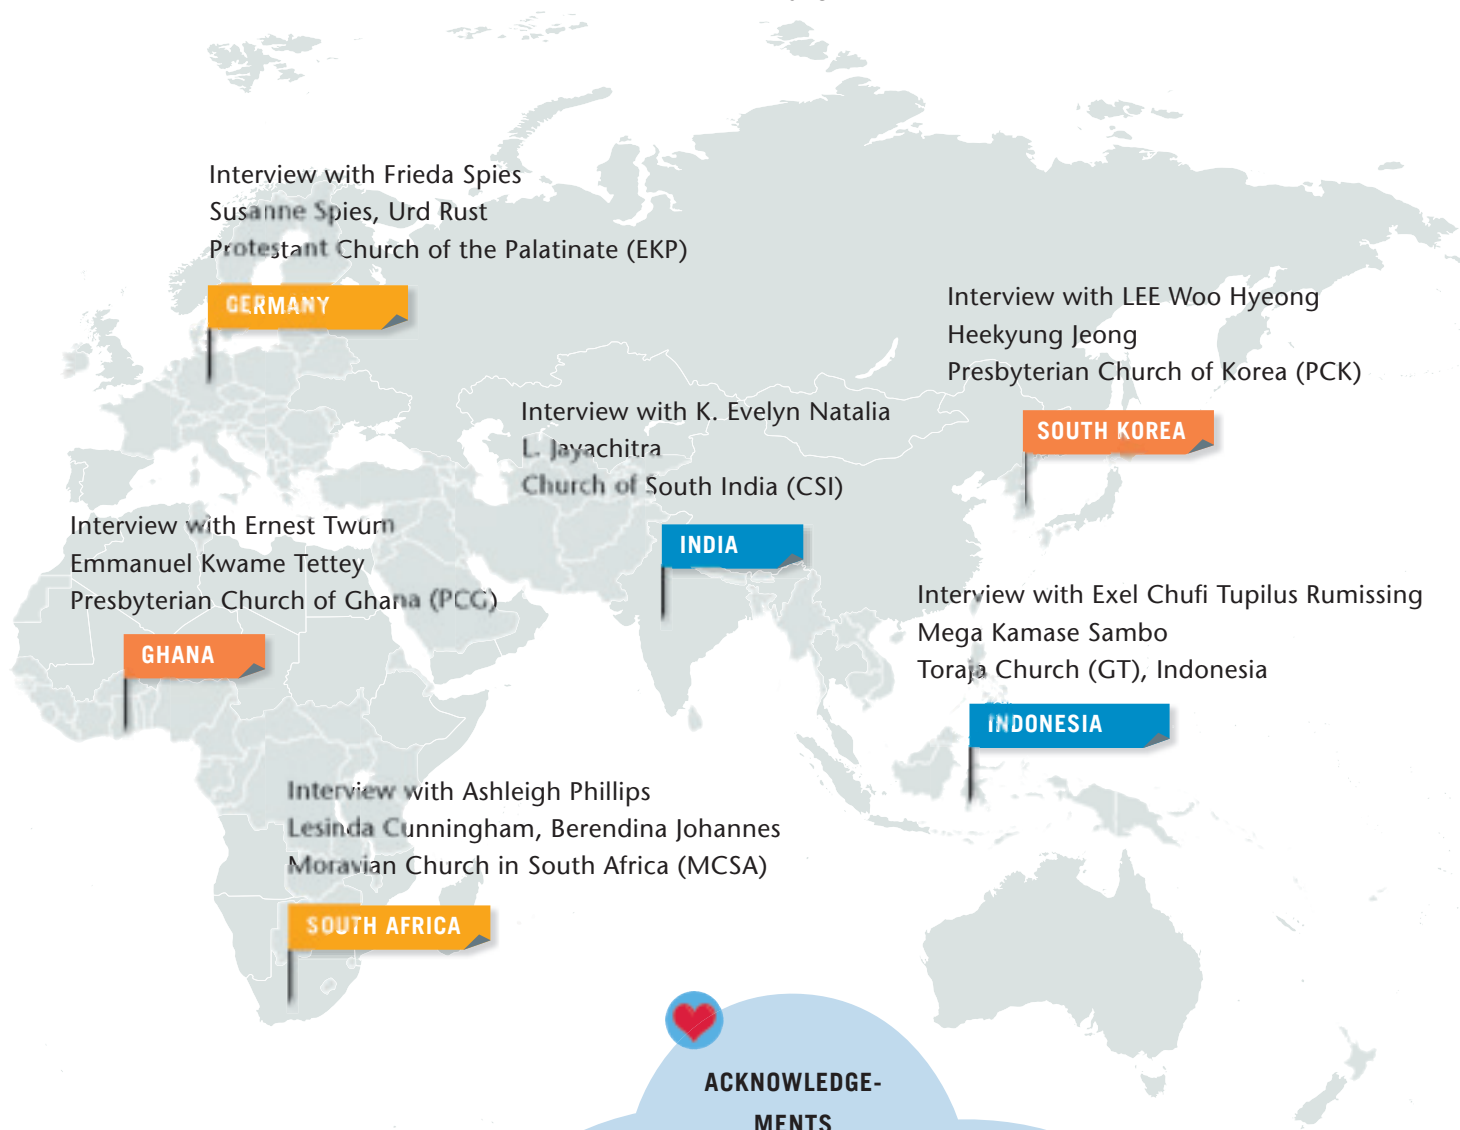 Interview with Frieda Spies
Susanne Spies, Urd Rust
Protestant Church of the Palatinate (EKP)
GERMANY
Interview with LEE Woo Hyeong
Heekyung Jeong
Presbyterian Church of Korea (PCK)
SOUTH KOREA
Interview with K. Evelyn Natalia
L. Jayachitra
Church of South India (CSI)
INDIA
Interview with Ernest Twum
Emmanuel Kwame Tettey
Presbyterian Church of Ghana (PCG)
GHANA
Interview with Exel Chufi Tupilus Rumissing
Mega Kamase Sambo
Toraja Church (GT), Indonesia
INDONESIA
Interview with Ashleigh Phillips
Lesinda Cunningham, Berendina Johannes
Moravian Church in South Africa (MCSA)
SOUTH AFRICA
ACKNOWLEDGE-
MENTS